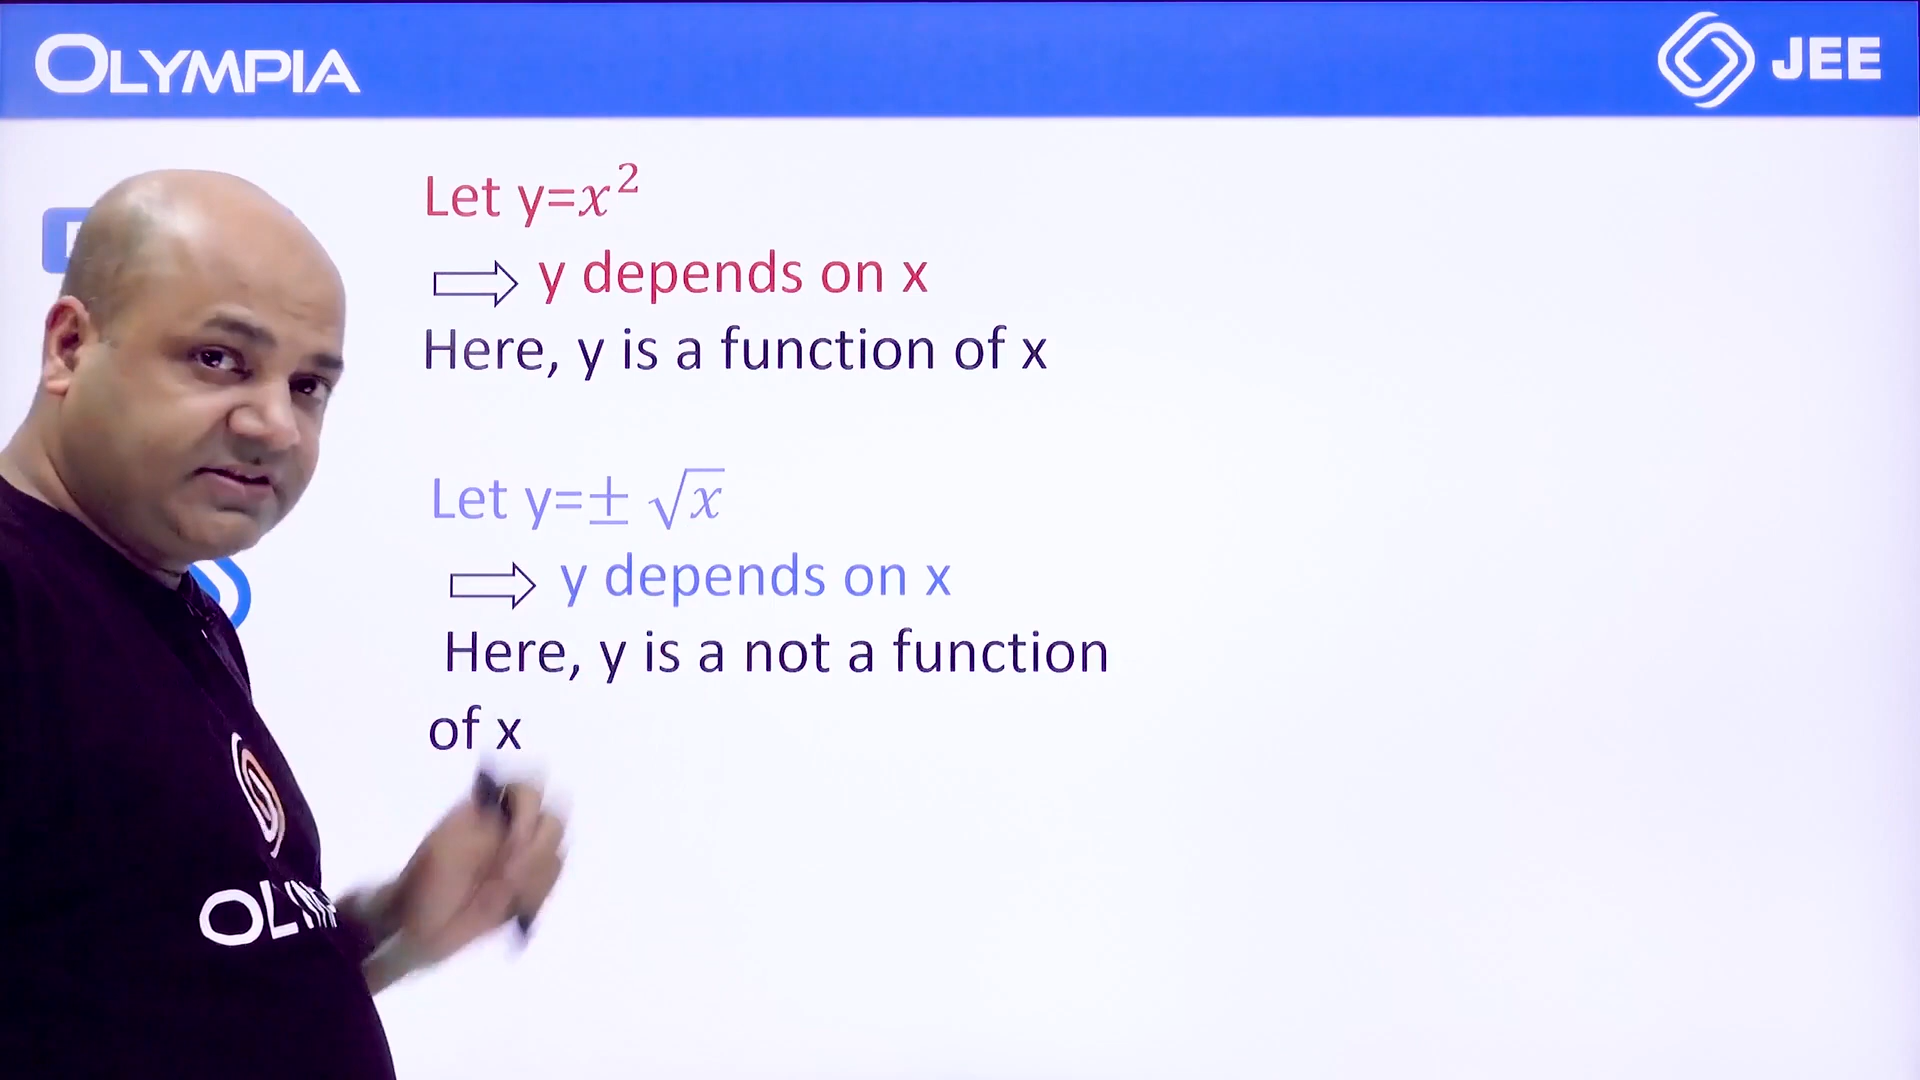 OLYMPIA
JEE
Let y=x²
⇒ y depends on x
Here, y is a function of x
Let y=± √x
⇒ y depends on x
Here, y is a not a function
of x